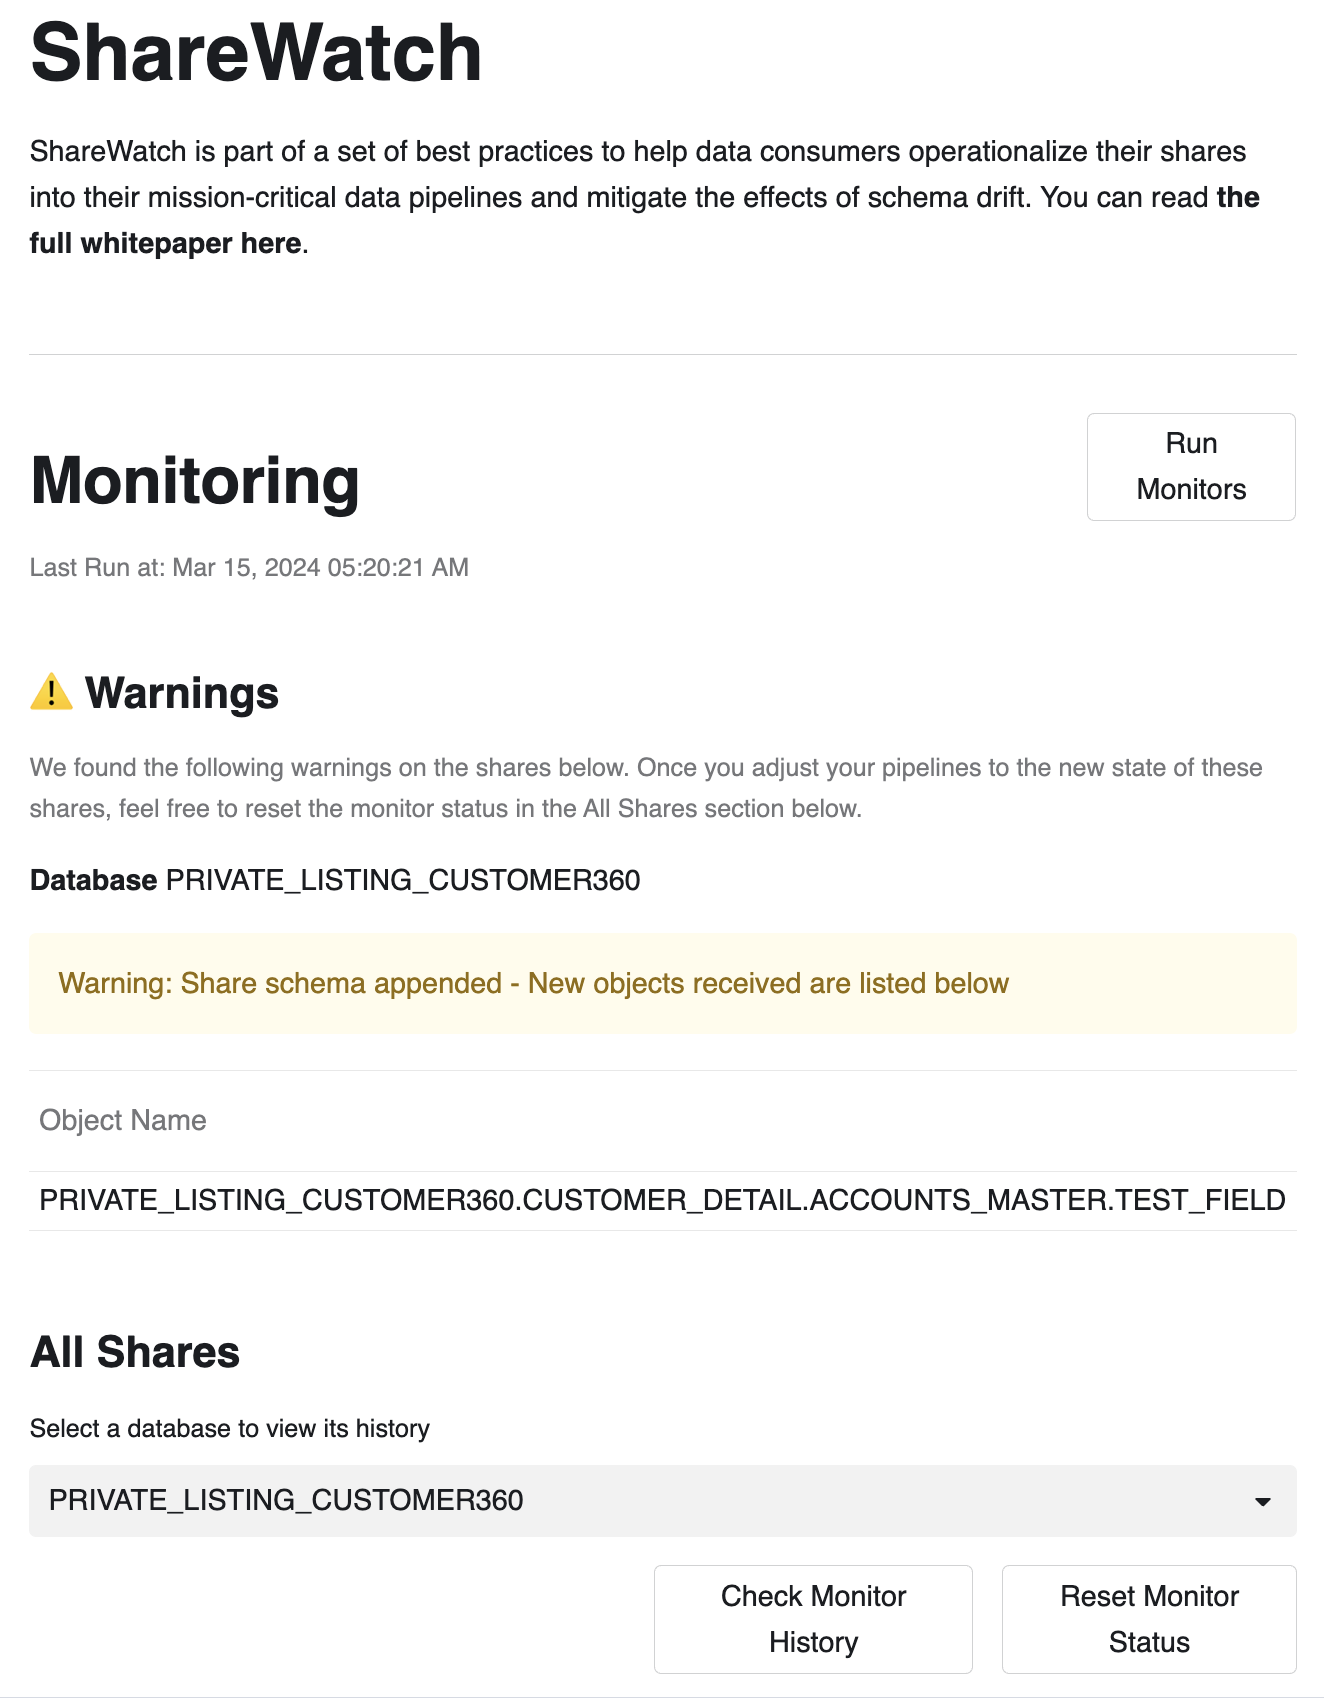 ShareWatch
ShareWatch is part of a set of best practices to help data consumers operationalize their shares
into their mission-critical data pipelines and mitigate the effects of schema drift. You can read the
full whitepaper here.
Run
Monitors
Monitoring
Last Run at: Mar 15, 2024 05:20:21 AM
⚠️ Warnings
We found the following warnings on the shares below. Once you adjust your pipelines to the new state of these
shares, feel free to reset the monitor status in the All Shares section below.
Database PRIVATE_LISTING_CUSTOMER360
Warning: Share schema appended - New objects received are listed below
Object Name
PRIVATE_LISTING_CUSTOMER360.CUSTOMER_DETAIL.ACCOUNTS_MASTER.TEST_FIELD
All Shares
Select a database to view its history
PRIVATE_LISTING_CUSTOMER360
Check Monitor
History
Reset Monitor
Status